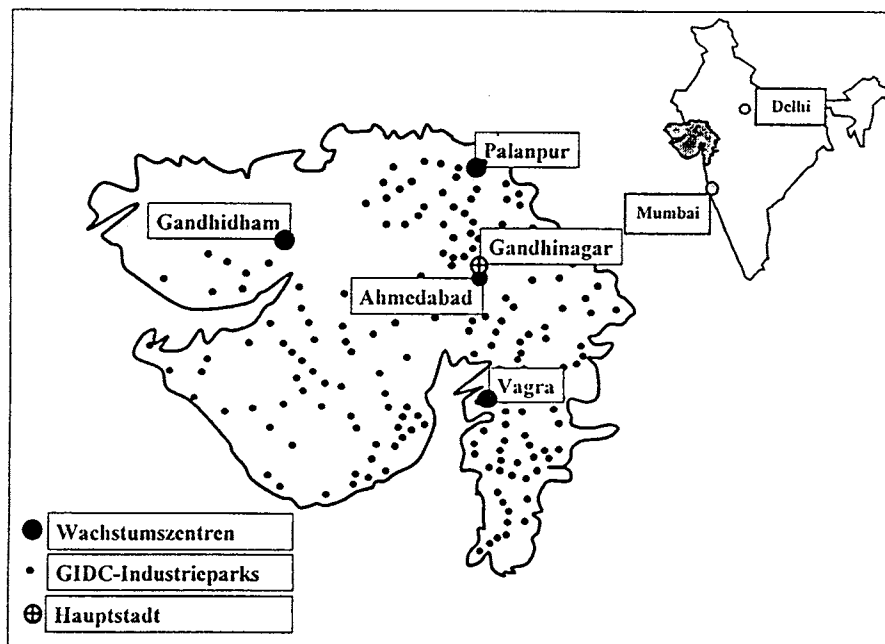 Delhi
Palanpur
Mumbai
Gandhidham
Gandhinagar
Ahmedabad
Vagra
Wachstumszentren
GIDC-Industrieparks
Hauptstadt